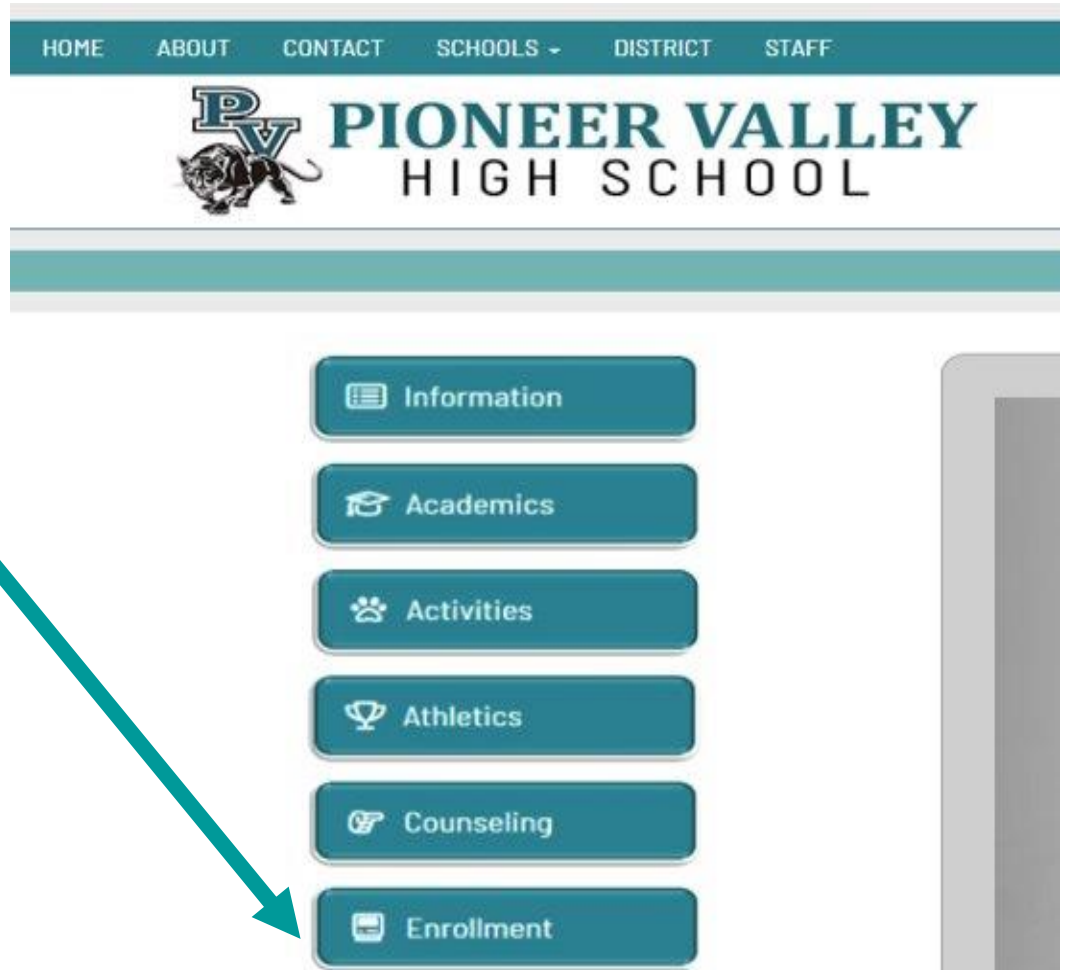 HOME ABOUT CONTACT SCHOOLS DISTRICT STAFF
PV PIONEER VALLEY
HIGH SCHOOL
Information
Academics
Activities
Athletics
Counseling
Enrollment